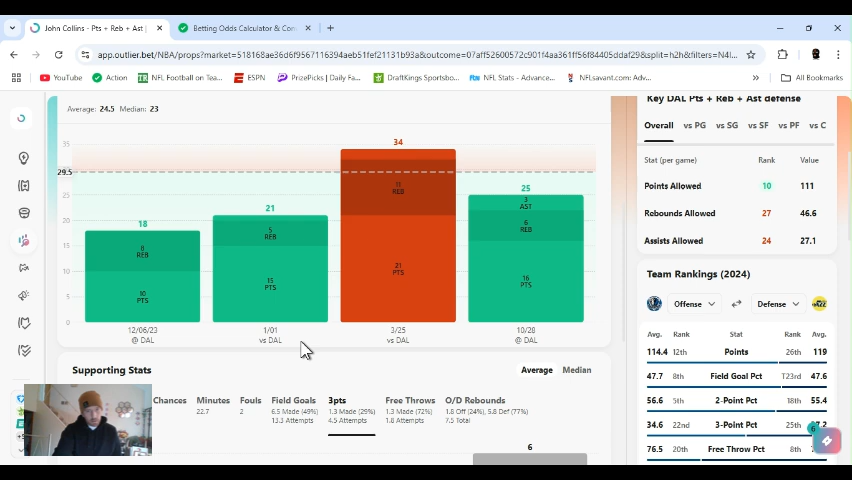 John Collins - Pts + Reb + Ast |
Betting Odds Calculator & Con
app.outlier.bet/NBA/props?market=518168ae36d6f9567116394aeb51fef21131b93a&outcome=07aff52600572c901f4aa361ff56f84405ddaf29&split=h2h&filters=N4I...
YouTube
Action
NFL Football on Tea...
ESPN
PrizePicks | Daily Fa...
DraftKings Sportsbo...
NFL Stats - Advance...
NFLsavant.com: Adv...
All Bookmarks
Average: 24.5 Median: 23
35
29.5
25
20
15
10
5
0
18
8
REB
10
PTS
12/06/23
@ DAL
21
5
REB
15
PTS
1/01
vs DAL
34
11
REB
21
PTS
3/25
vs DAL
25
3
AST
6
REB
16
PTS
10/28
@ DAL
Supporting Stats
Average
Median
Chances
Minutes
22.7
Fouls
2
Field Goals
6.5 Made (49%)
13.3 Attempts
3pts
1.3 Made (29%)
4.5 Attempts
Free Throws
1.3 Made (72%)
1.8 Attempts
O/D Rebounds
1.8 Off (24%), 5.8 Def (77%)
7.5 Total
6
Key DAL Pts + Reb + Ast defense
Overall vs PG vs SG vs SF vs PF vs C
Stat (per game) Rank Value
Points Allowed 10 111
Rebounds Allowed 27 46.6
Assists Allowed 24 27.1
Team Rankings (2024)
Offense
Defense
Avg. Rank Stat Rank Avg.
114.4 12th Points 26th 119
47.7 8th Field Goal Pct T23rd 47.6
56.6 5th 2-Point Pct 18th 55.4
34.6 22nd 3-Point Pct 25th
76.5 20th Free Throw Pct 8th
6